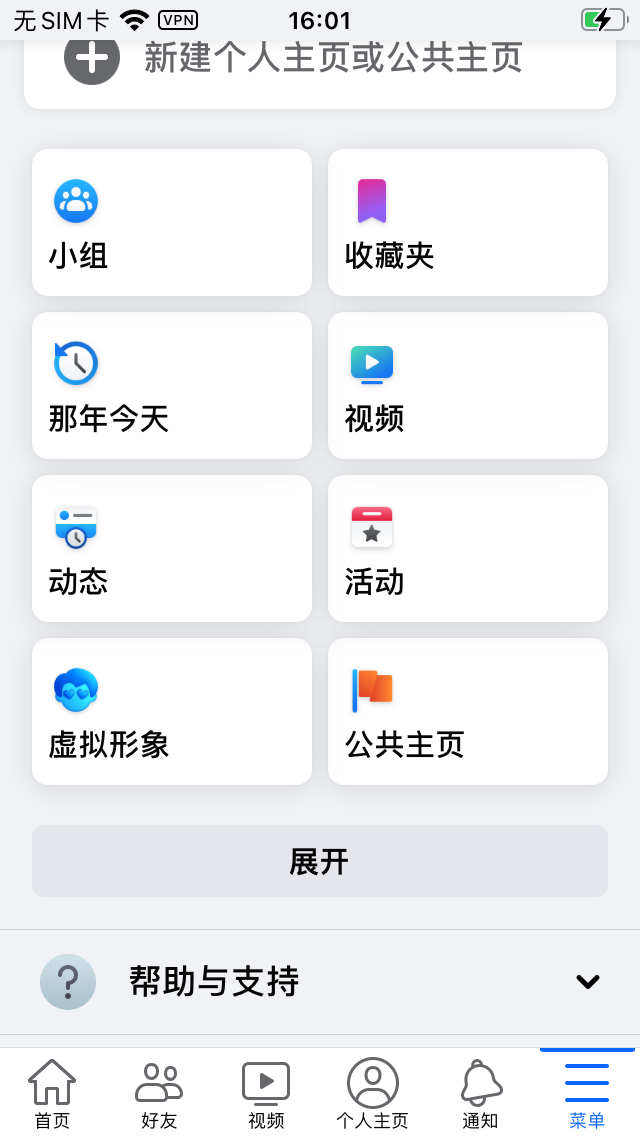 无SIM卡 VPN 16:01
新建个人主页或公共主页
小组 收藏夹
那年今天 视频
动态 活动
虚拟形象 公共主页
展开
帮助与支持
首页 好友 视频 个人主页 通知 菜单